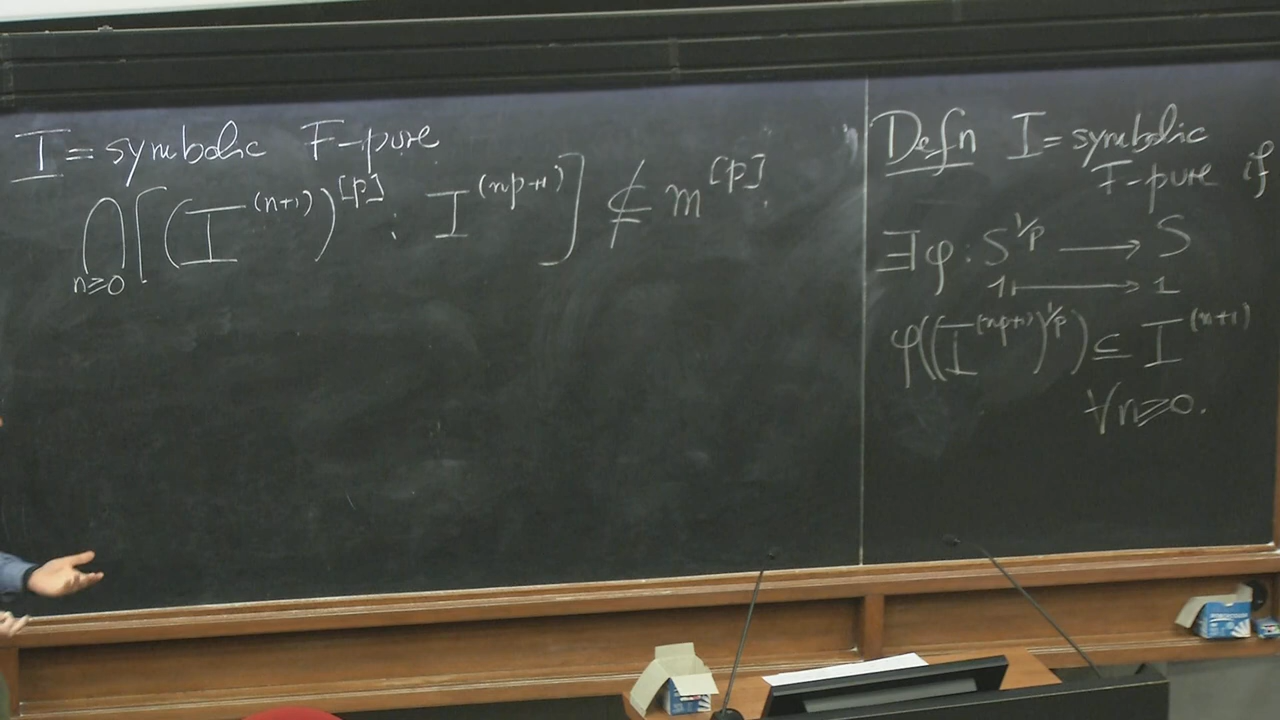 I = symbolic F-pure
⋂_{n≥0} [(I^{(n+1)})^{[p]} : I^{(np+1)}] ⊄ m^{[p]}
Defn I = symbolic
F-pure if
∃φ: S^{1/p} → S
1 ↦ 1
φ((I^{(np+1)})^{1/p}) ⊆ I^{(n+1)}
∀n≥0.